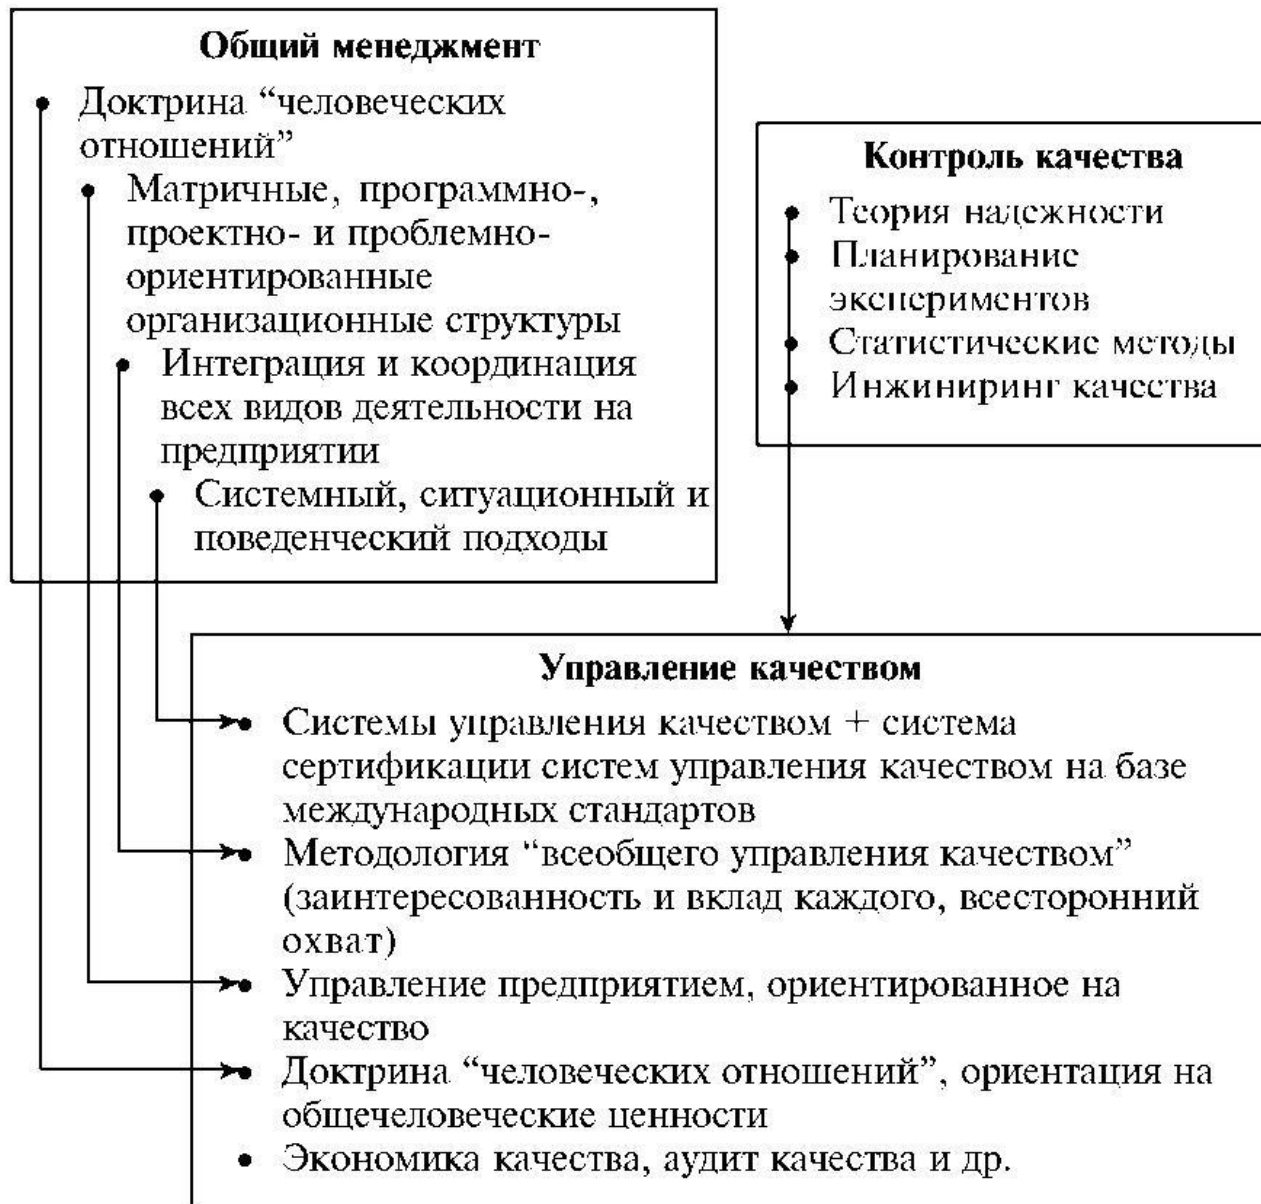 Общий менеджмент
• Доктрина “человеческих
отношений”
• Матричные, программно-,
проектно- и проблемно-
ориентированные
организационные структуры
• Интеграция и координация
всех видов деятельности на
предприятии
• Системный, ситуационный и
поведенческий подходы
Контроль качества
• Теория надежности
• Планирование
экспериментов
• Статистические методы
• Инжиниринг качества
Управление качеством
• Системы управления качеством + система
сертификации систем управления качеством на базе
международных стандартов
• Методология “всеобщего управления качеством”
(заинтересованность и вклад каждого, всесторонний
охват)
• Управление предприятием, ориентированное на
качество
• Доктрина “человеческих отношений”, ориентация на
общечеловеческие ценности
• Экономика качества, аудит качества и др.